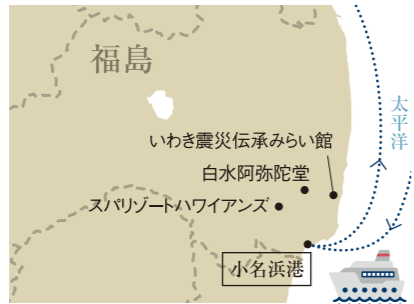 福島
太平洋
いわき震災伝承みらい館
白水阿弥陀堂
スパリゾートハワイアンズ
小名浜港